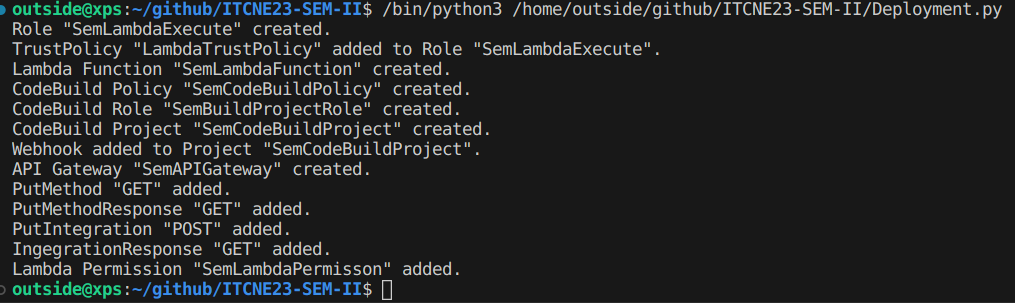 outside@xps:~/github/ITCNE23-SEM-II$ /bin/python3 /home/outside/github/ITCNE23-SEM-II/Deployment.py
Role "SemLambdaExecute" created.
TrustPolicy "LambdaTrustPolicy" added to Role "SemLambdaExecute".
Lambda Function "SemLambdaFunction" created.
CodeBuild Policy "SemCodeBuildPolicy" created.
CodeBuild Role "SemBuildProjectRole" created.
CodeBuild Project "SemCodeBuildProject" created.
Webhook added to Project "SemCodeBuildProject".
API Gateway "SemAPIGateway" created.
PutMethod "GET" added.
PutMethodResponse "GET" added.
PutIntegration "POST" added.
IngegrationResponse "GET" added.
Lambda Permission "SemLambdaPermisson" added.
outside@xps:~/github/ITCNE23-SEM-II$